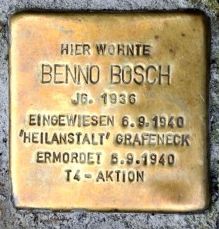 HIER WOHNTE
BENNO BOSCH
JG. 1936
EINGEWIESEN 6.9.1940
'HEILANSTALT' GRAFENECK
ERMORDET 6.9.1940
T4-AKTION